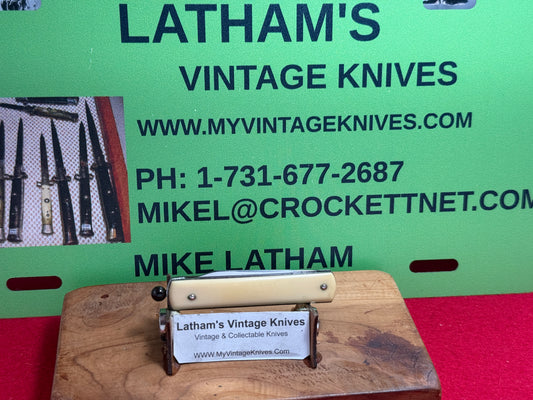 LATHAM'S
VINTAGE KNIVES
WWW.MYVINTAGEKNIVES.COM
PH: 1-731-677-2687
MIKEL@CROCKETTNET.COM
MIKE LATHAM
Latham's Vintage Knives
Vintage & Collectable Knives
WWW.MyVintageKnives.Com